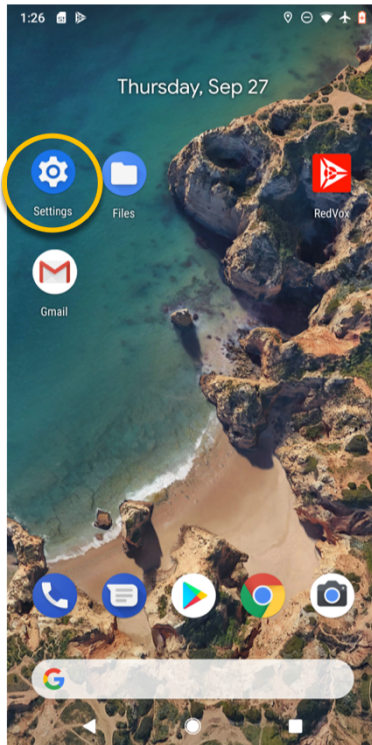 1:26
Thursday, Sep 27
Settings
Files
RedVox
Gmail